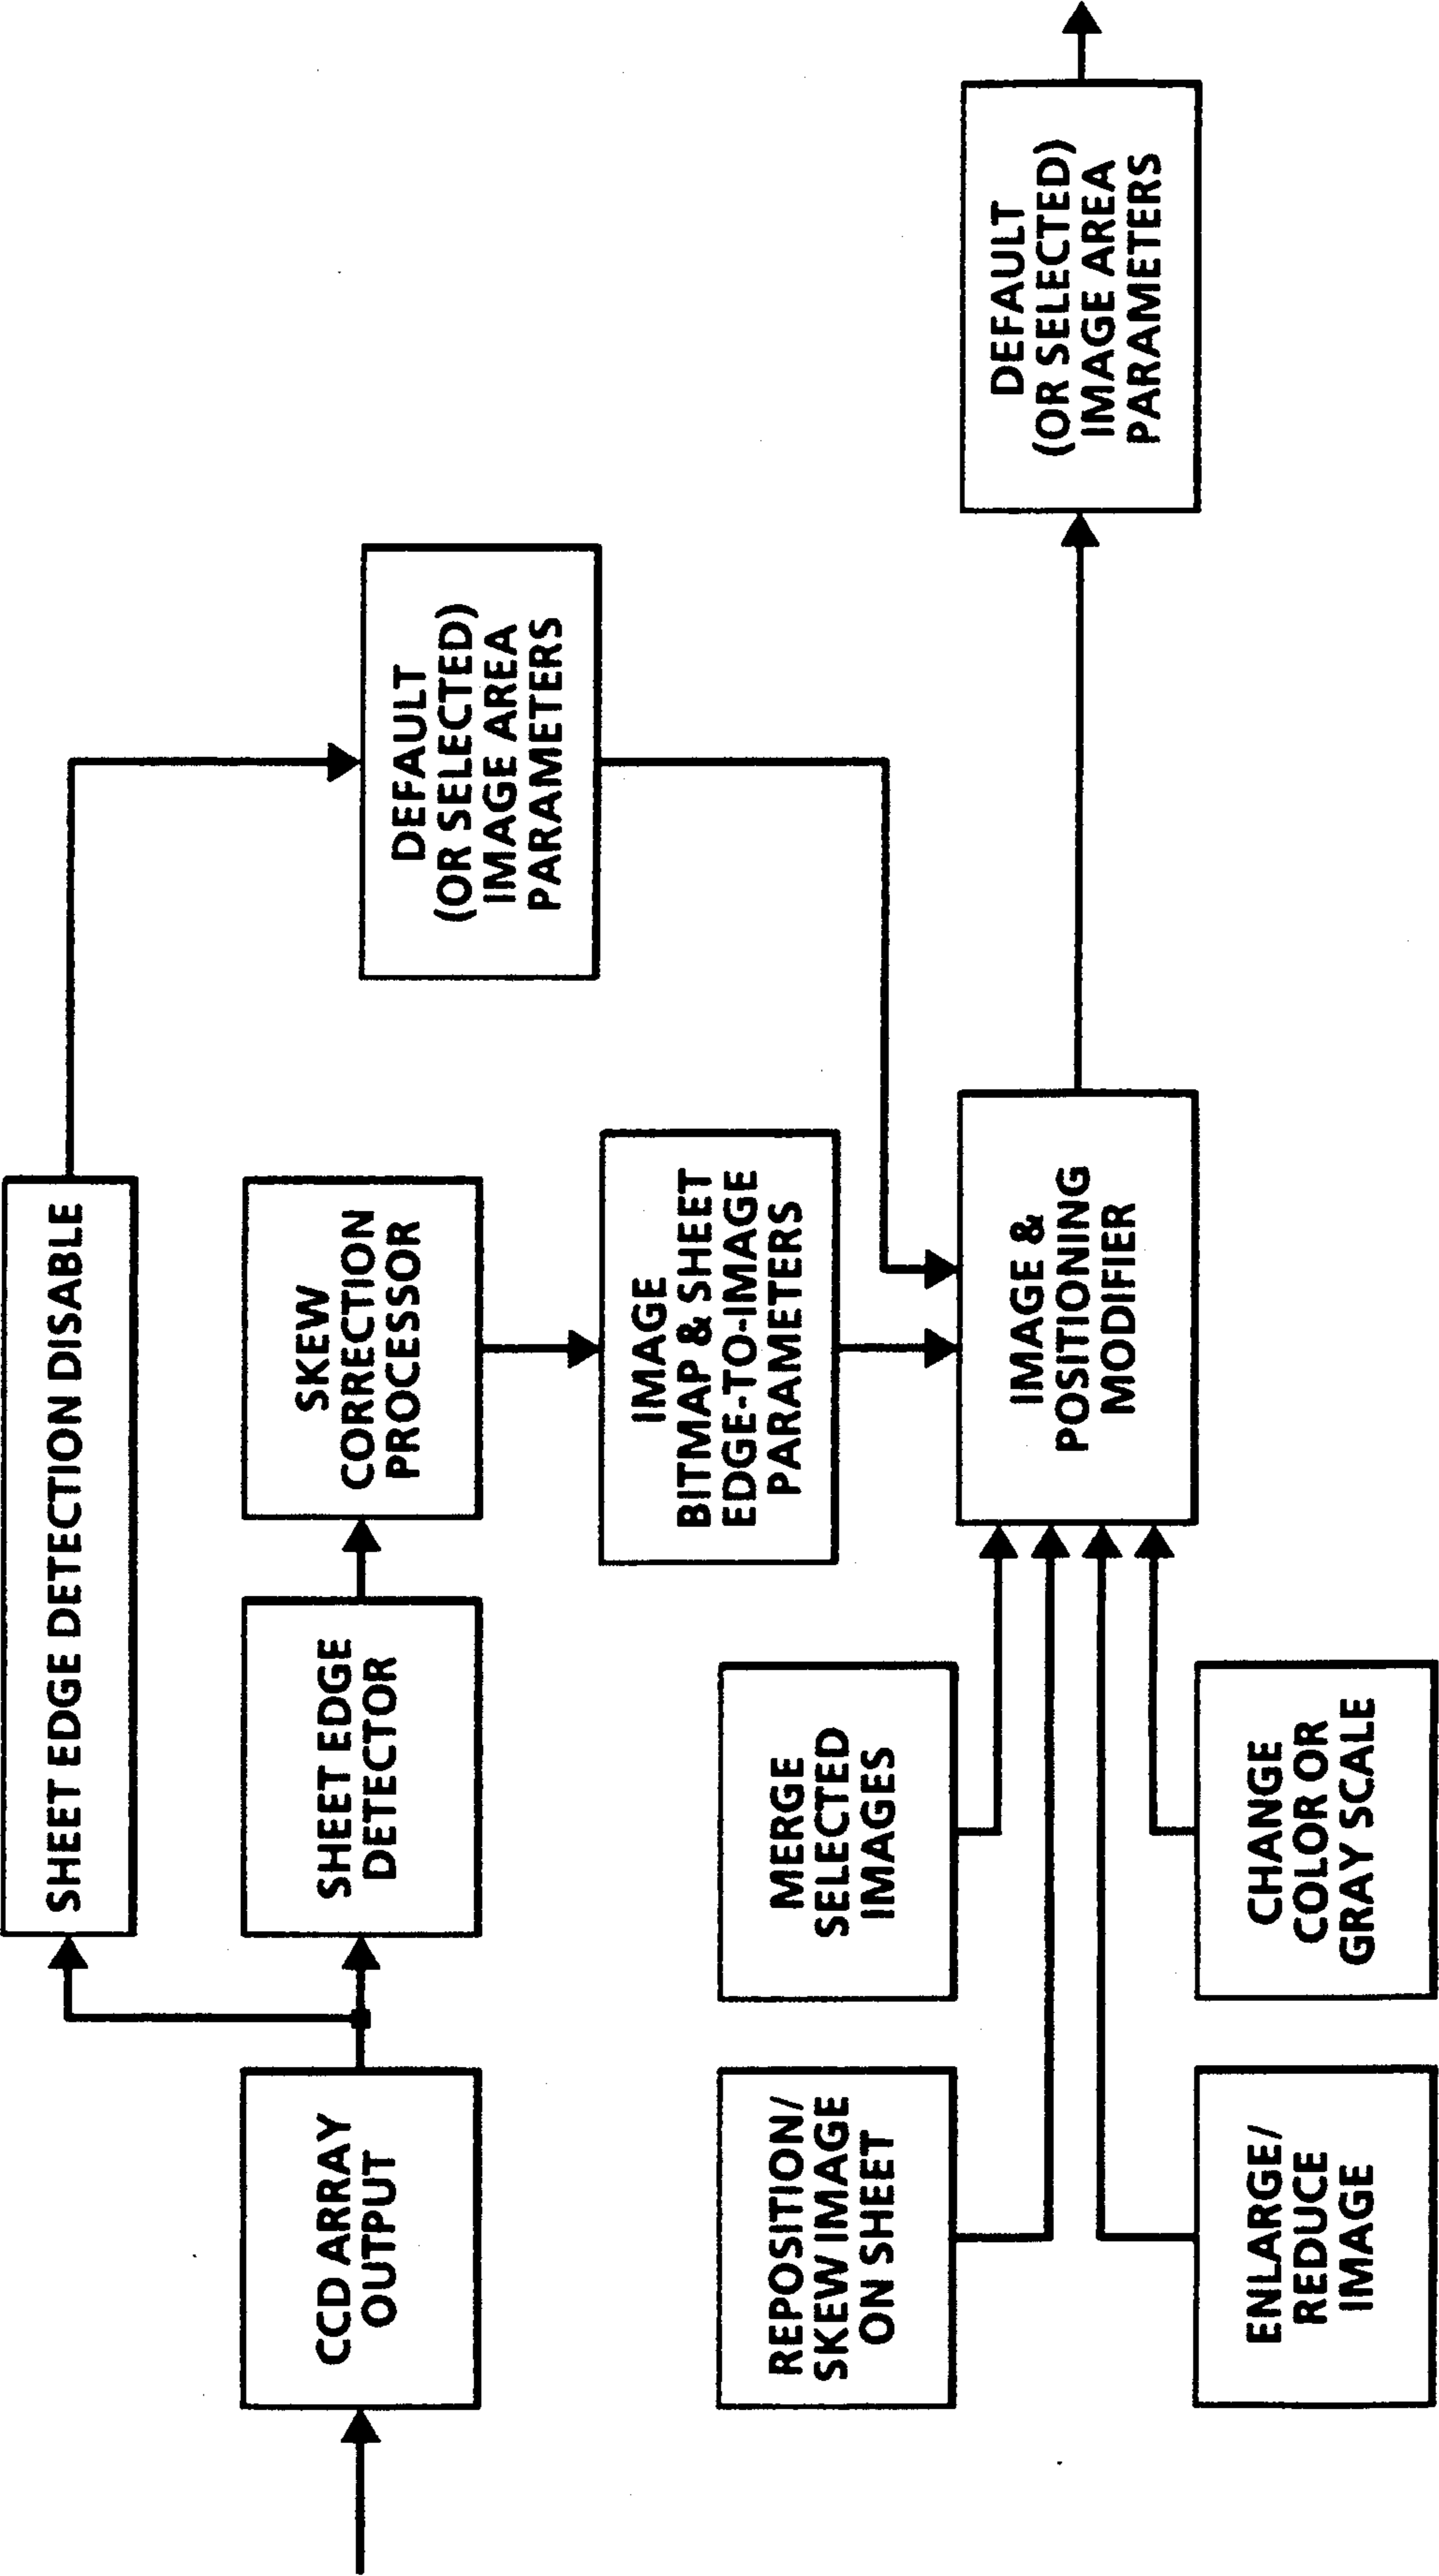 SHEET EDGE DETECTION DISABLE
CCD ARRAY
OUTPUT
SHEET EDGE
DETECTOR
SKEW
CORRECTION
PROCESSOR
DEFAULT
(OR SELECTED)
IMAGE AREA
PARAMETERS
IMAGE
BITMAP & SHEET
EDGE-TO-IMAGE
PARAMETERS
REPOSITION/
SKEW IMAGE
ON SHEET
MERGE
SELECTED
IMAGES
IMAGE &
POSITIONING
MODIFIER
DEFAULT
(OR SELECTED)
IMAGE AREA
PARAMETERS
ENLARGE/
REDUCE
IMAGE
CHANGE
COLOR OR
GRAY SCALE